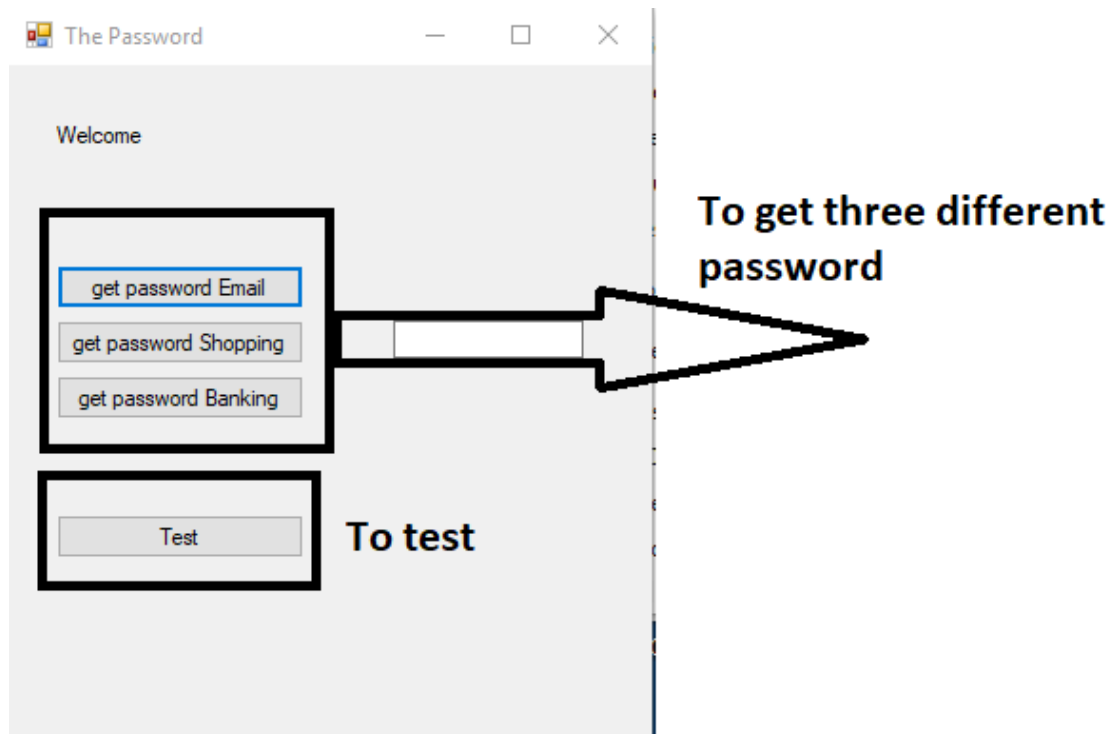 The Password
Welcome
To get three different
password
get password Email
get password Shopping
get password Banking
Test
To test